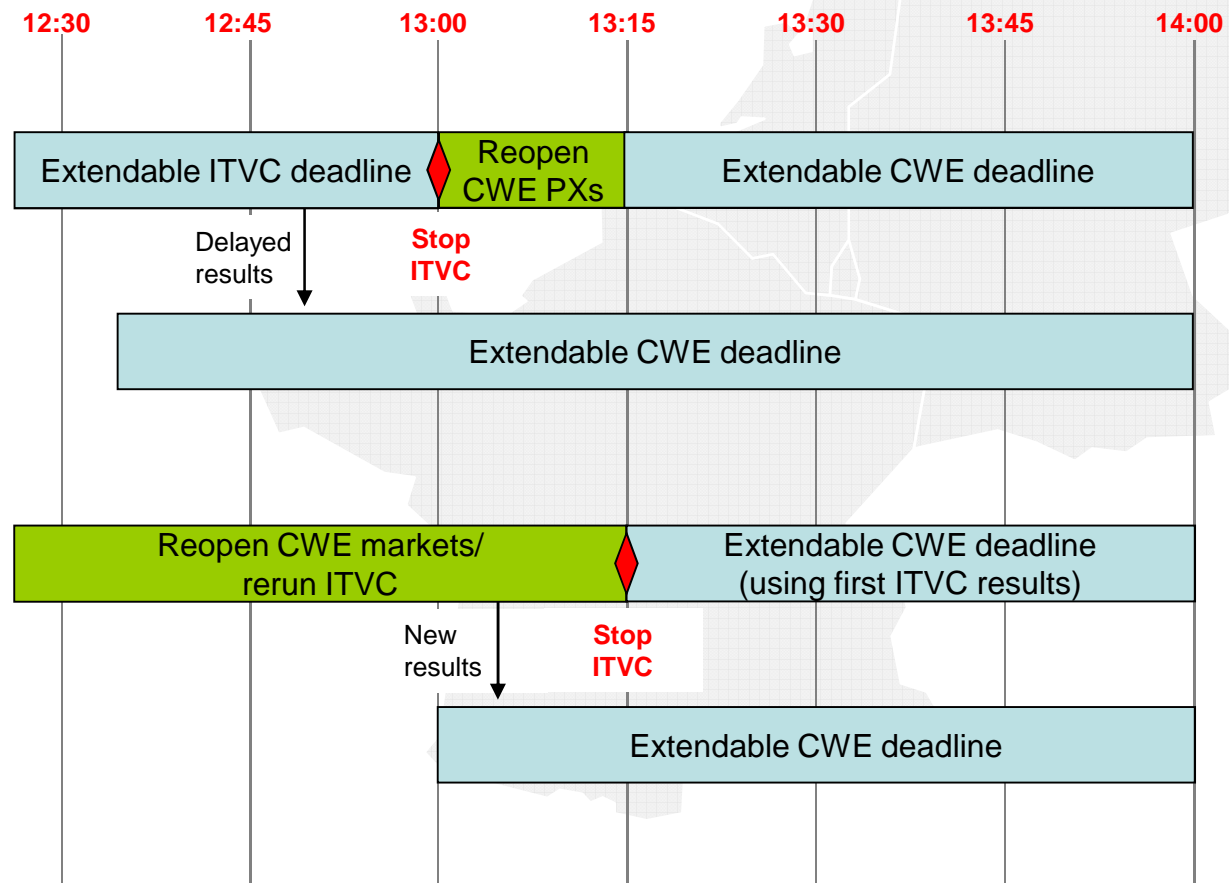 12:30 12:45 13:00 13:15 13:30 13:45 14:00
Extendable ITVC deadline
Reopen
CWE PXs
Extendable CWE deadline
Delayed
results
Stop
ITVC
Extendable CWE deadline
Reopen CWE markets/
rerun ITVC
Extendable CWE deadline
(using first ITVC results)
New
results
Stop
ITVC
Extendable CWE deadline